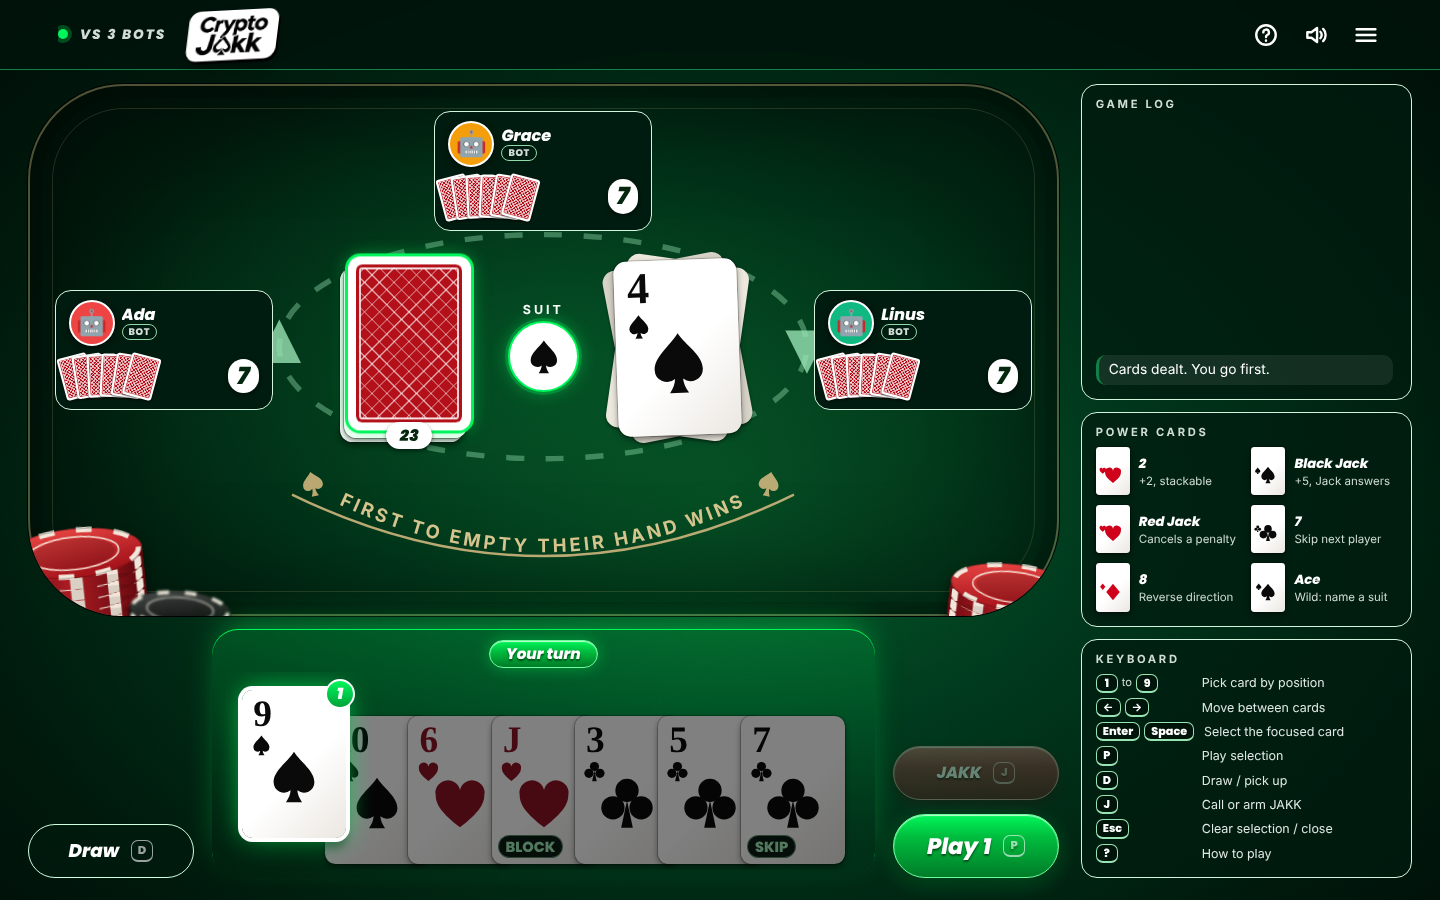 VS 3 BOTS
Crypto
Jakk
Grace
BOT
7
Ada
BOT
7
SUIT
4
Linus
BOT
7
23
FIRST TO EMPTY THEIR HAND WINS
Your turn
9
1
0
6
J
BLOCK
3
5
7
SKIP
Draw D
JAKK J
Play 1 P
GAME LOG
Cards dealt. You go first.
POWER CARDS
2
+2, stackable
Black Jack
+5, Jack answers
Red Jack
Cancels a penalty
7
Skip next player
8
Reverse direction
Ace
Wild: name a suit
KEYBOARD
1 to 9 Pick card by position
← → Move between cards
Enter Space Select the focused card
P Play selection
D Draw / pick up
J Call or arm JAKK
Esc Clear selection / close
? How to play